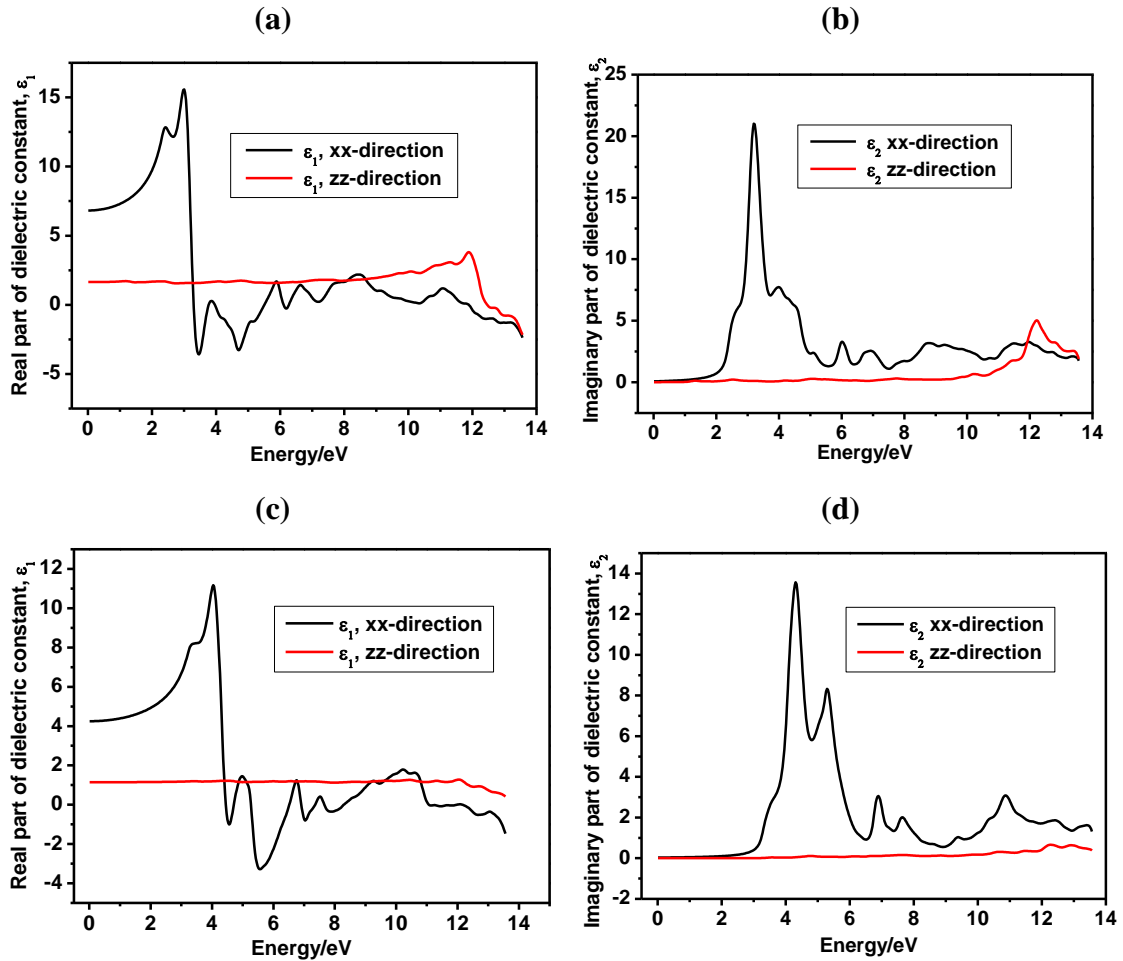 (a)
Real part of dielectric constant, ε₁
15
10
5
0
-5
ε₁, xx-direction
ε₁, zz-direction
0 2 4 6 8 10 12 14
Energy/eV
(b)
Imaginary part of dielectric constant, ε₂
25
20
15
10
5
0
ε₂ xx-direction
ε₂ zz-direction
0 2 4 6 8 10 12 14
Energy/eV
(c)
Real part of dielectric constant, ε₁
12
10
8
6
4
2
0
-2
-4
ε₁, xx-direction
ε₁, zz-direction
0 2 4 6 8 10 12 14
Energy/eV
(d)
Imaginary part of dielectric constant, ε₂
14
12
10
8
6
4
2
0
-2
ε₂ xx-direction
ε₂ zz-direction
0 2 4 6 8 10 12 14
Energy/eV